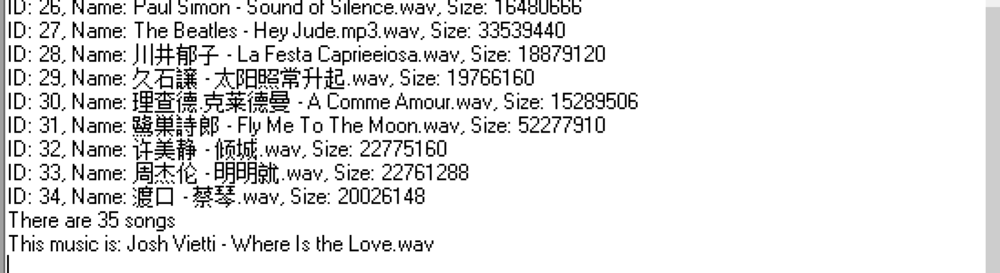 ID: 26, Name: Paul Simon - Sound of Silence.wav, Size: 16480666
ID: 27, Name: The Beatles - Hey Jude.mp3.wav, Size: 33539440
ID: 28, Name: 川井郁子 - La Festa Caprieeiosa.wav, Size: 18879120
ID: 29, Name: 久石譲 - 太阳照常升起.wav, Size: 19766160
ID: 30, Name: 理查德.克莱德曼 - A Comme Amour.wav, Size: 15289506
ID: 31, Name: 鷺巣詩郎 - Fly Me To The Moon.wav, Size: 52277910
ID: 32, Name: 许美静 - 倾城.wav, Size: 22775160
ID: 33, Name: 周杰伦 - 明明就.wav, Size: 22761288
ID: 34, Name: 渡口 - 蔡琴.wav, Size: 20026148
There are 35 songs
This music is: Josh Vietti - Where Is the Love.wav